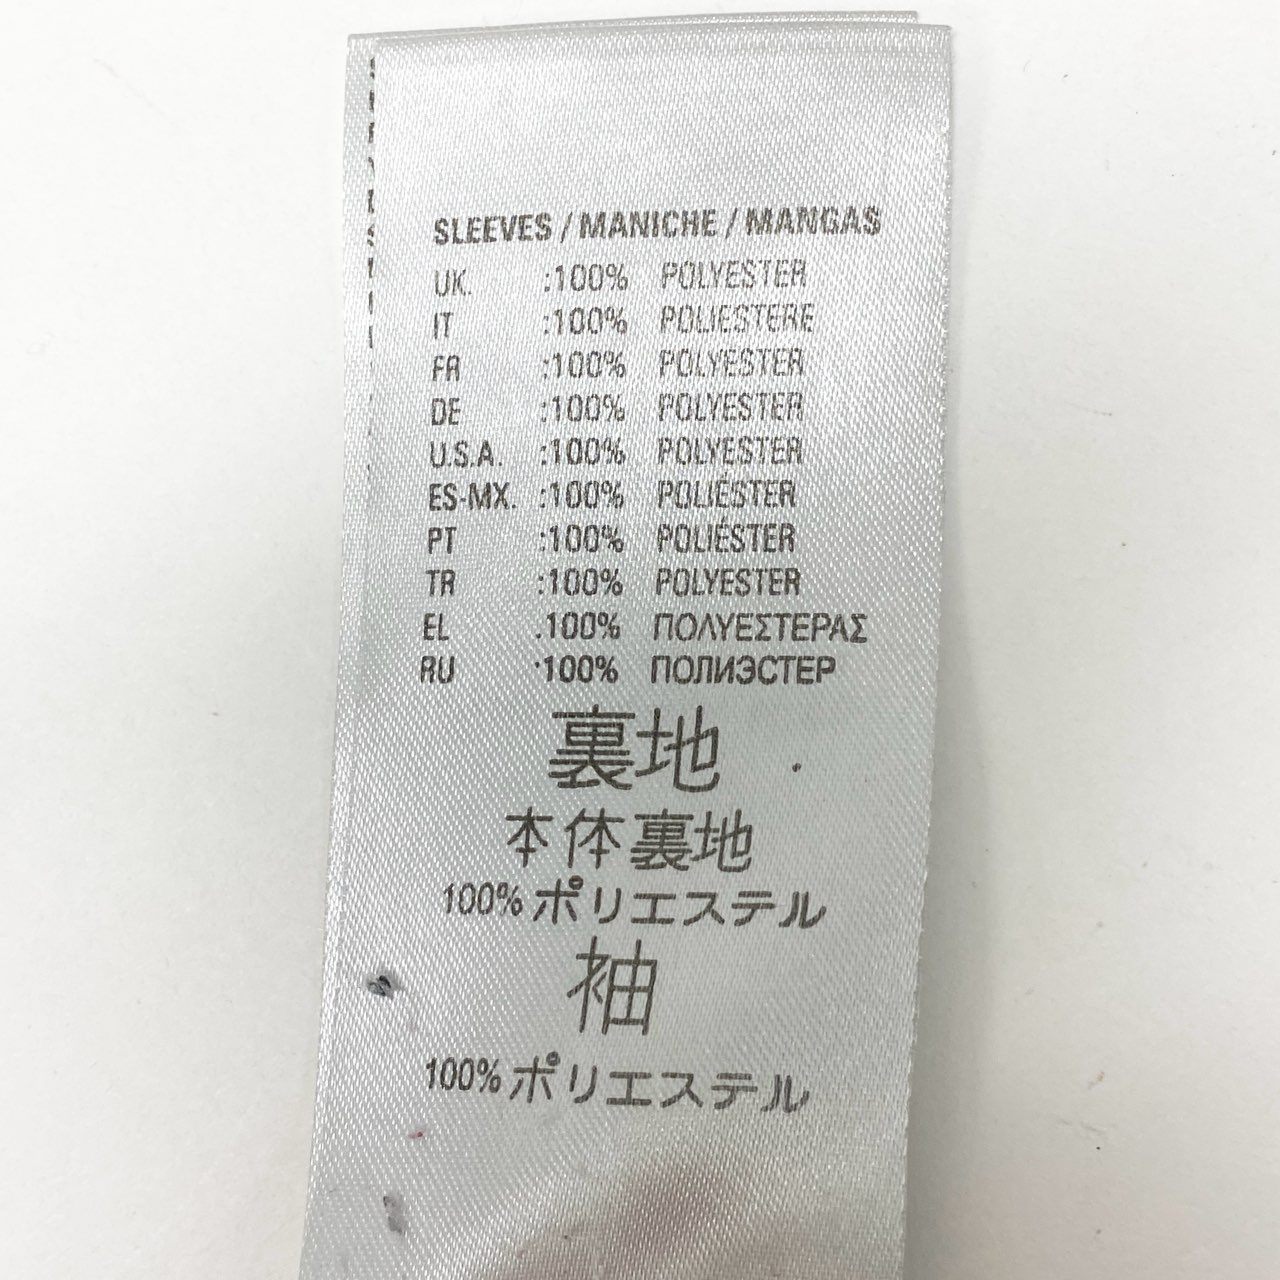 SLEEVES / MANICHE / MANGAS
UK. :100% POLYESTER
IT :100% POLIESTERE
FR :100% POLYESTER
DE :100% POLYESTER
U.S.A. :100% POLYESTER
ES-MX. :100% POLIÉSTER
PT :100% POLIÉSTER
TR :100% POLYESTER
EL .100% ΠΟΛΥΕΣΤΕΡΑΣ
RU ·100% ПОЛИЭСТЕР
裏地
本体裏地
100% ポリエステル
袖
100% ポリエステル